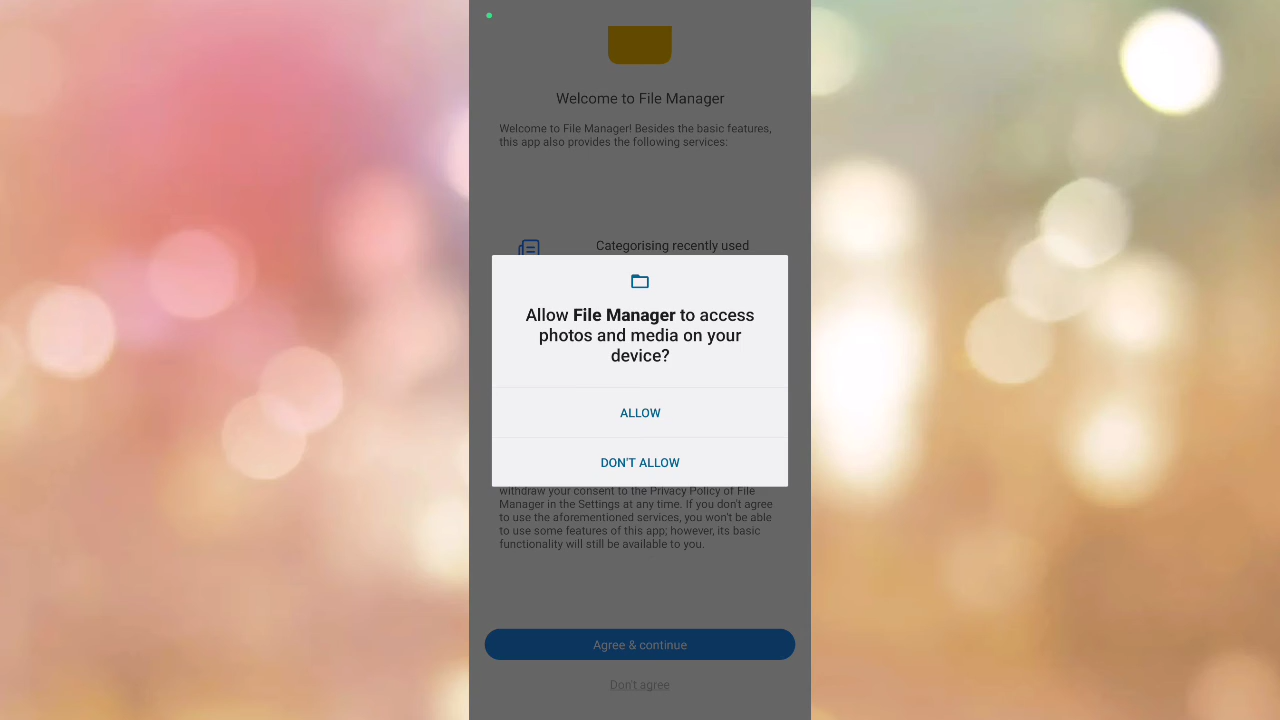 Welcome to File Manager
Welcome to File Manager! Besides the basic features,
this app also provides the following services:
Categorising recently used
Allow File Manager to access
photos and media on your
device?
ALLOW
DON'T ALLOW
withdraw your consent to the Privacy Policy of File
Manager in the Settings at any time. If you don't agree
to use the aforementioned services, you won't be able
to use some features of this app; however, its basic
functionality will still be available to you.
Agree & continue
Don't agree